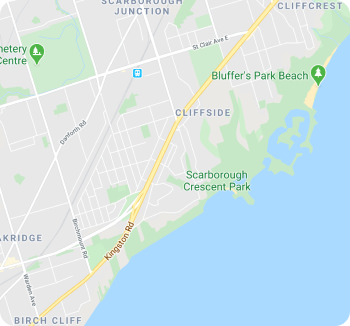 SCARBOROUGH
JUNCTION
CLIFFCREST
St Clair Ave E
metery
Centre
Bluffer's Park Beach
CLIFFSIDE
Danforth Rd
Scarborough
Crescent Park
Birchmount Rd
Kingston Rd
AKRIDGE
Warden Ave
BIRCH CLIFF